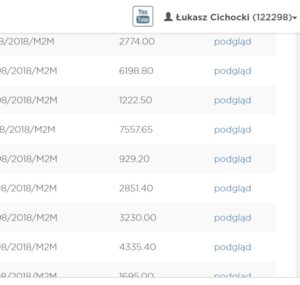 You Tube
Łukasz Cichocki (122298)
8/2018/M2M 2774.00 podgląd
08/2018/M2M 6198.80 podgląd
08/2018/M2M 1222.50 podgląd
8/2018/M2M 7557.65 podgląd
08/2018/M2M 929.20 podgląd
08/2018/M2M 2851.40 podgląd
08/2018/M2M 3230.00 podgląd
08/2018/M2M 4335.40 podgląd
08/2018/M2M 1695.00 podgląd